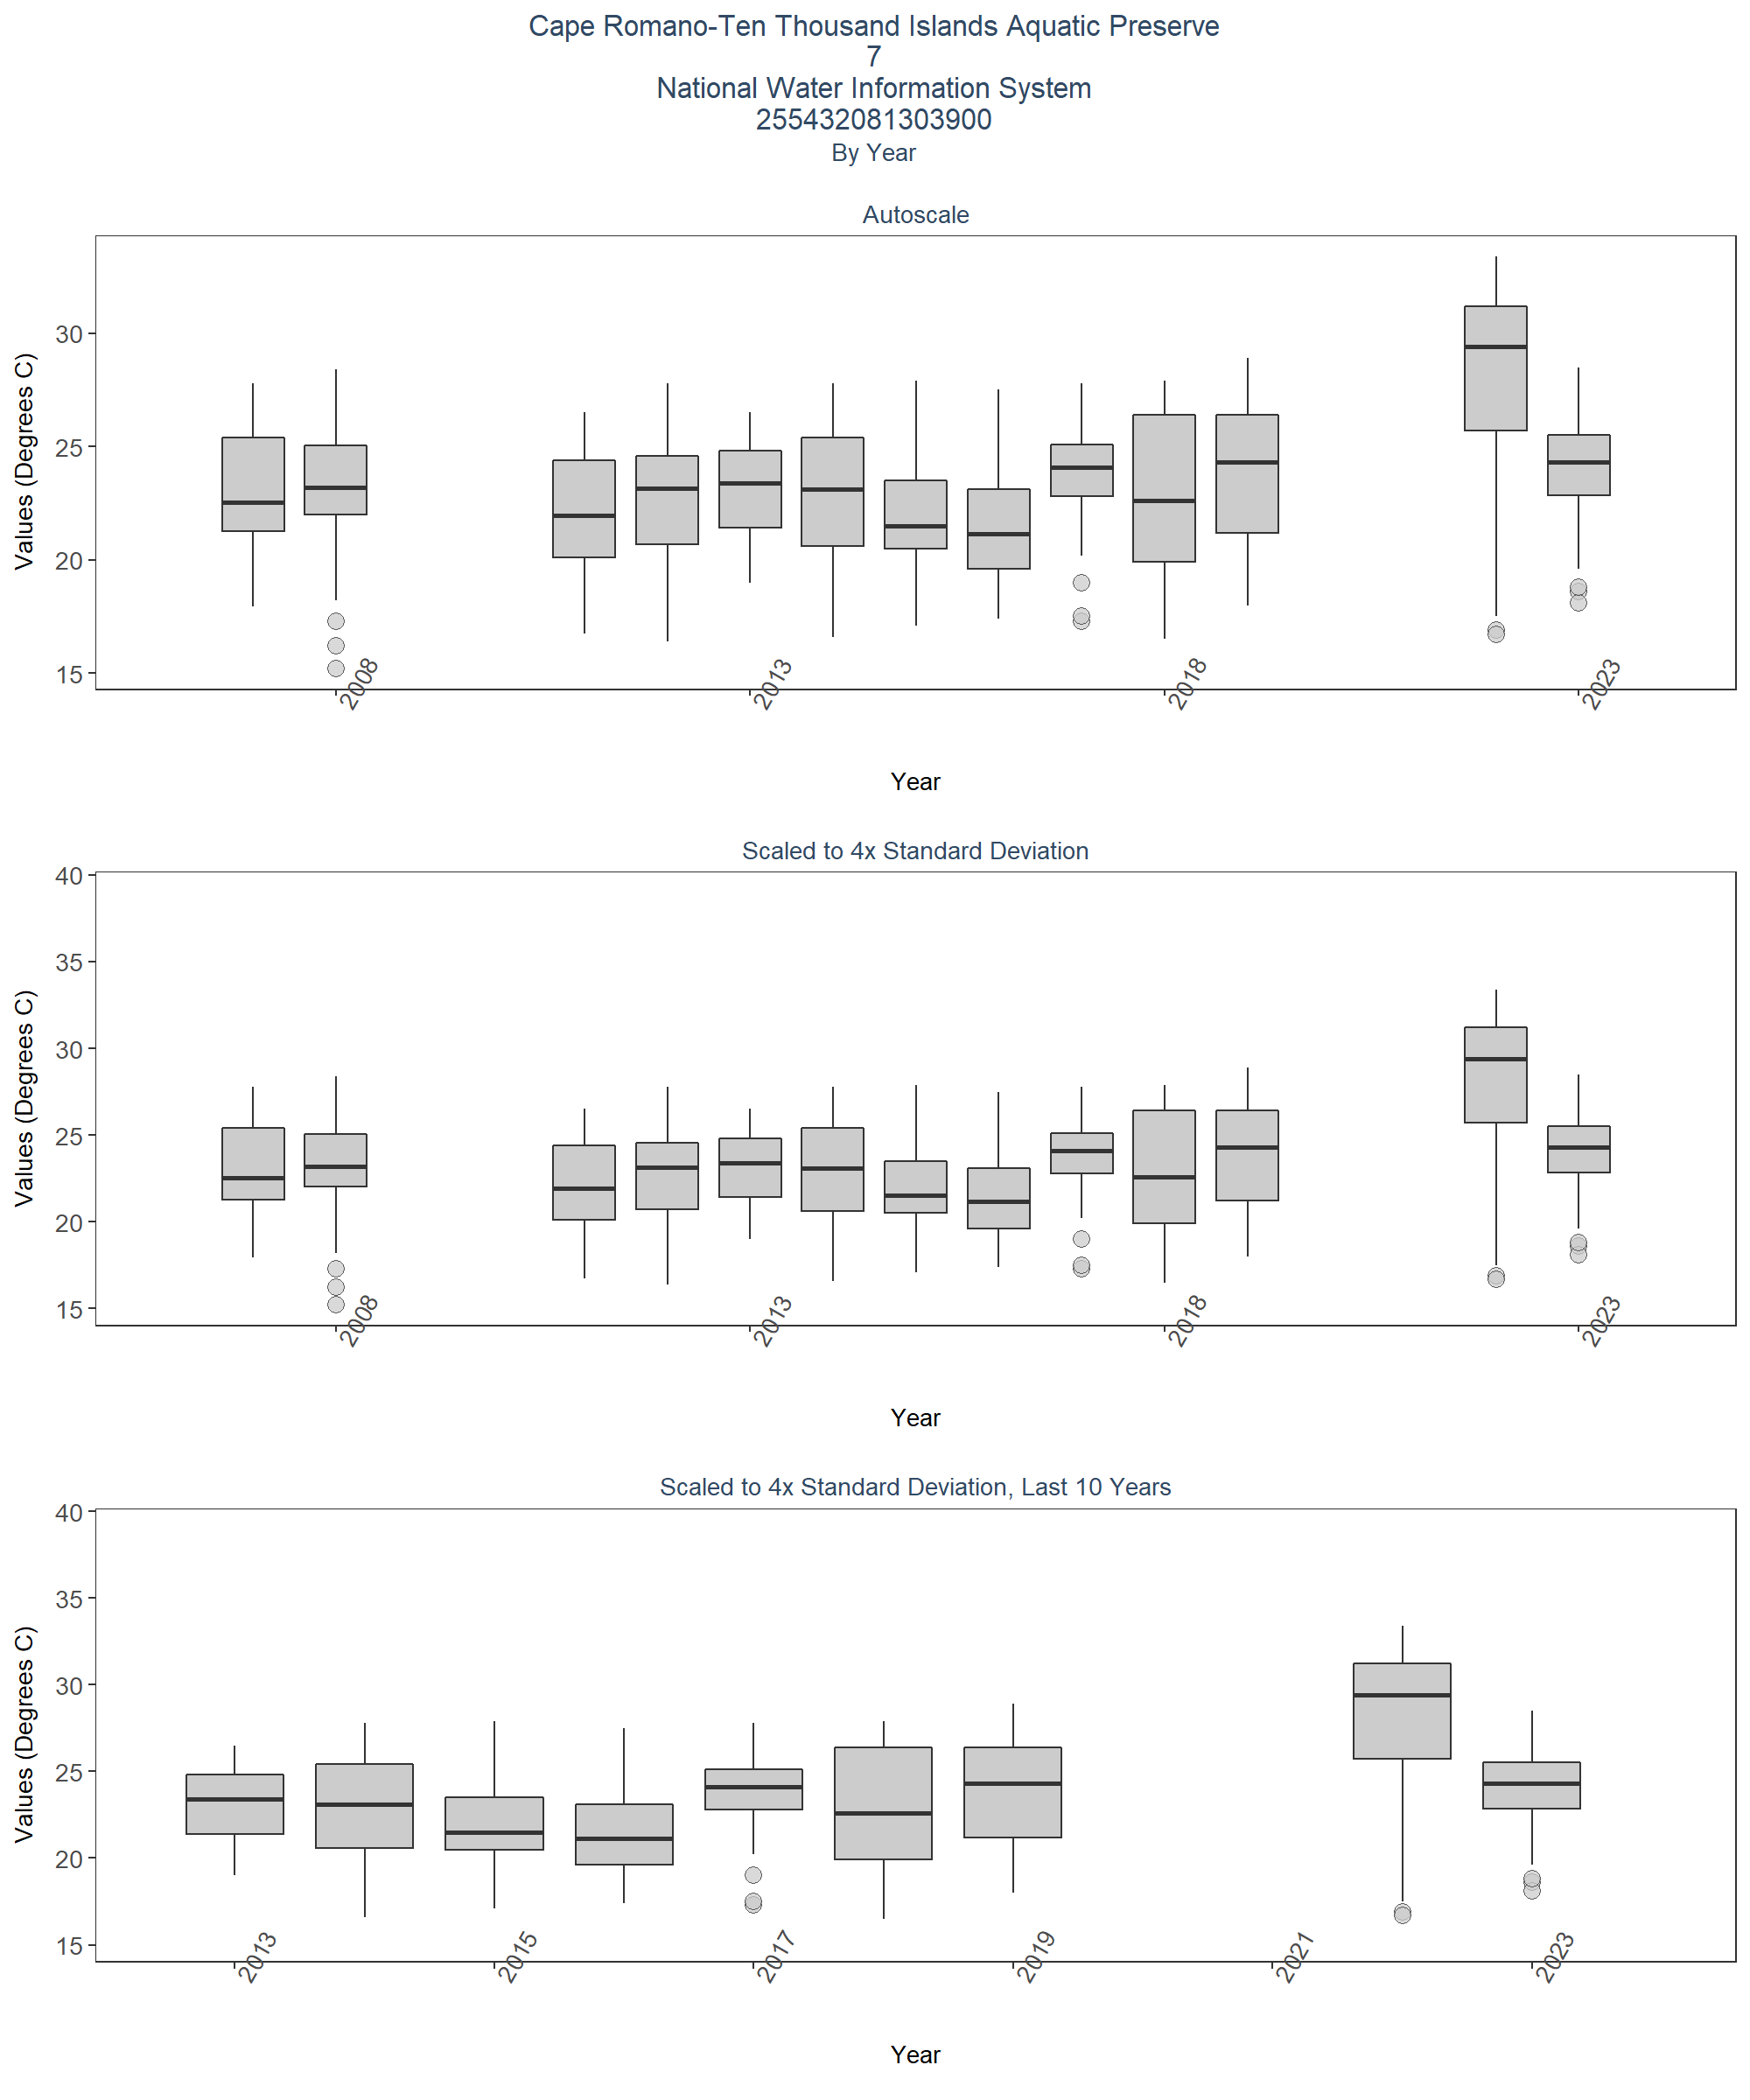 Cape Romano-Ten Thousand Islands Aquatic Preserve
7
National Water Information System
255432081303900
By Year
Autoscale
Values (Degrees C)
30
25
20
15
2008
2013
2018
2023
Year
Scaled to 4x Standard Deviation
Values (Degrees C)
40
35
30
25
20
15
2008
2013
2018
2023
Year
Scaled to 4x Standard Deviation, Last 10 Years
Values (Degrees C)
40
35
30
25
20
15
2013
2015
2017
2019
2021
2023
Year